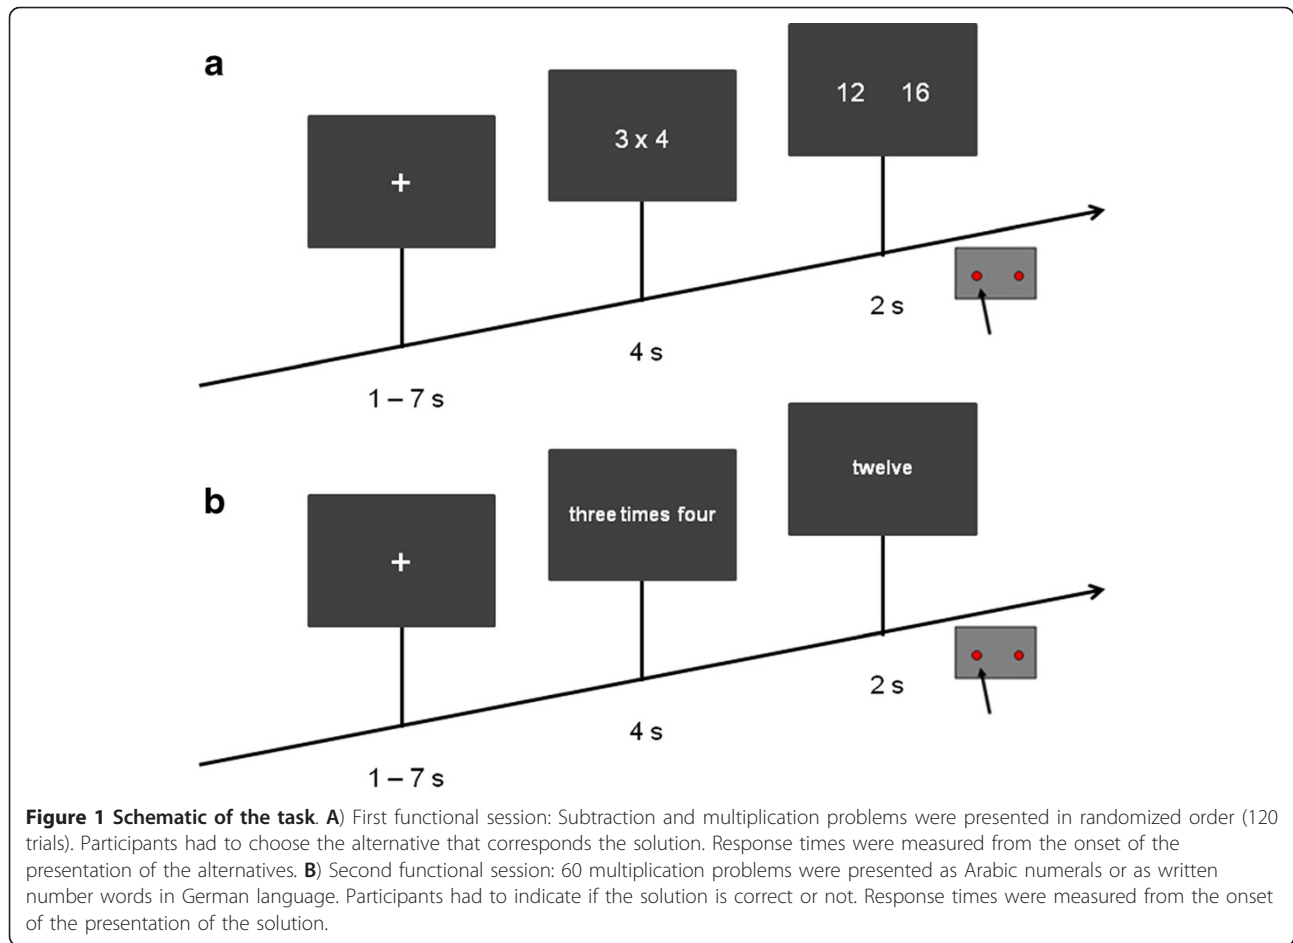 a
+
3 x 4
12 16
1 – 7 s
4 s
2 s
b
+
three times four
twelve
1 – 7 s
4 s
2 s
Figure 1 Schematic of the task. A) First functional session: Subtraction and multiplication problems were presented in randomized order (120
trials). Participants had to choose the alternative that corresponds the solution. Response times were measured from the onset of the
presentation of the alternatives. B) Second functional session: 60 multiplication problems were presented as Arabic numerals or as written
number words in German language. Participants had to indicate if the solution is correct or not. Response times were measured from the onset
of the presentation of the solution.